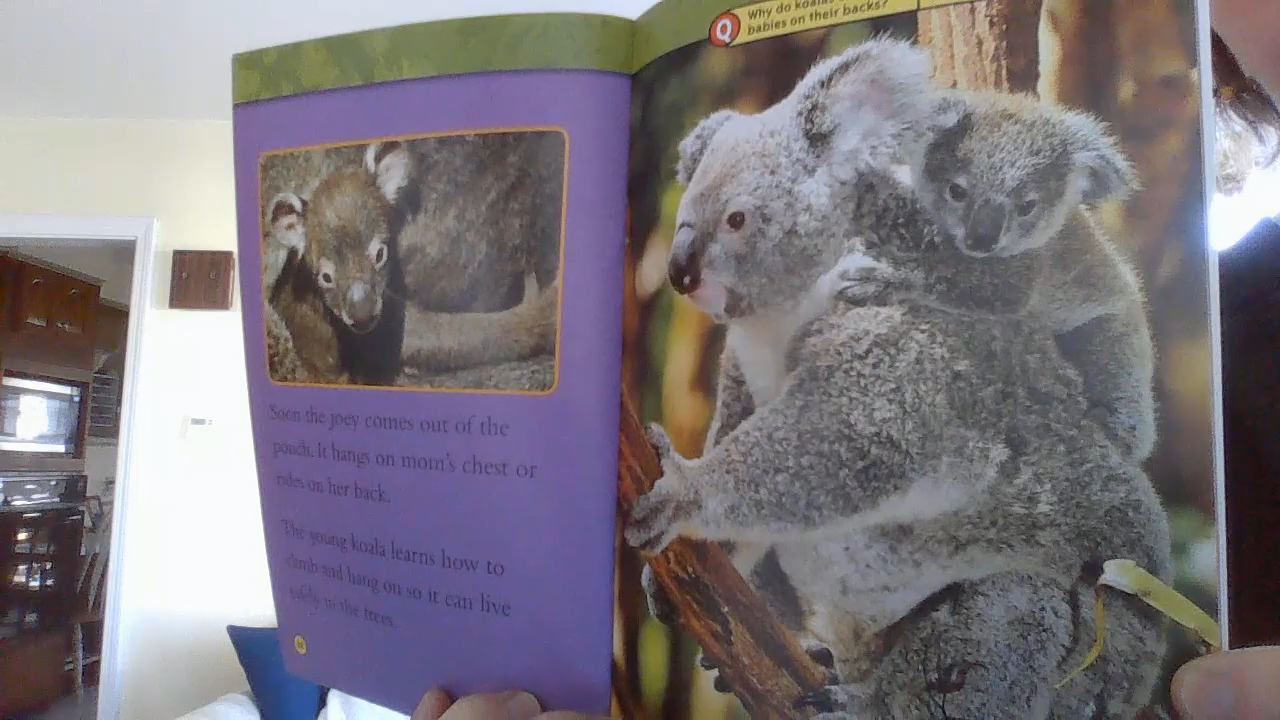 Soon the joey comes out of the
pouch. It hangs on mom's chest or
rides on her back.
The young koala learns how to
climb and hang on so it can live
safely in the trees.
Q
Why do koalas
babies on their backs?